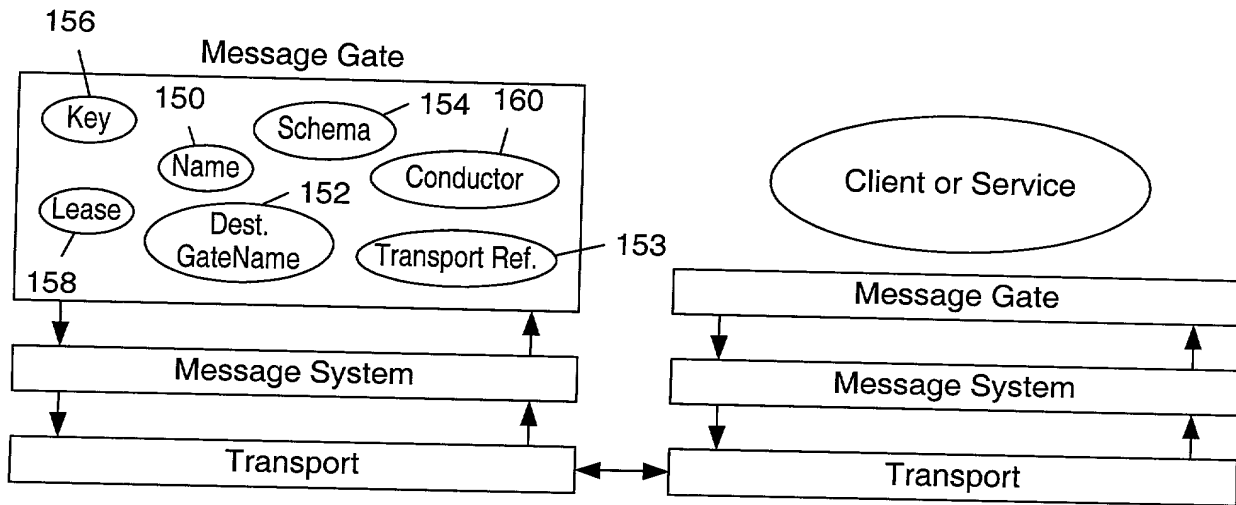 156
Message Gate
Key
150
Schema
154
160
Name
Conductor
Client or Service
Lease
152
Dest.
GateName
Transport Ref.
153
158
Message Gate
Message System
Message System
Transport
Transport